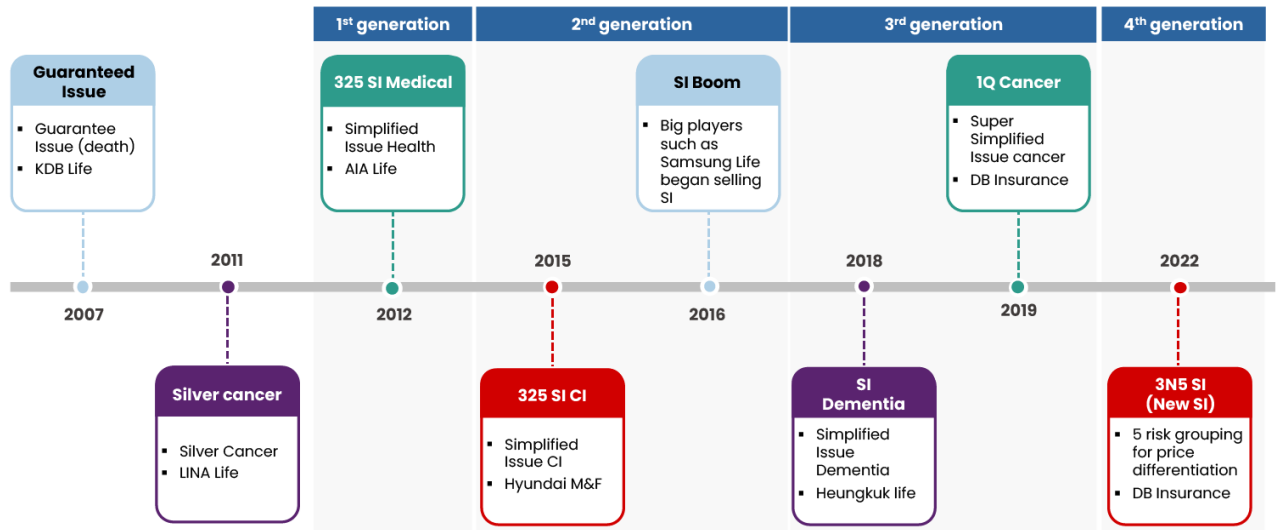 1st generation
2nd generation
3rd generation
4th generation
Guaranteed
Issue
▪ Guarantee
Issue (death)
▪ KDB Life
325 SI Medical
▪ Simplified
Issue Health
▪ AIA Life
SI Boom
▪ Big players
such as
Samsung Life
began selling
SI
1Q Cancer
▪ Super
Simplified
Issue cancer
▪ DB Insurance
2011
2015
2018
2022
2007
2012
2016
2019
Silver cancer
▪ Silver Cancer
▪ LINA Life
325 SI CI
▪ Simplified
Issue CI
▪ Hyundai M&F
SI
Dementia
▪ Simplified
Issue
Dementia
▪ Heungkuk life
3N5 SI
(New SI)
▪ 5 risk grouping
for price
differentiation
▪ DB Insurance